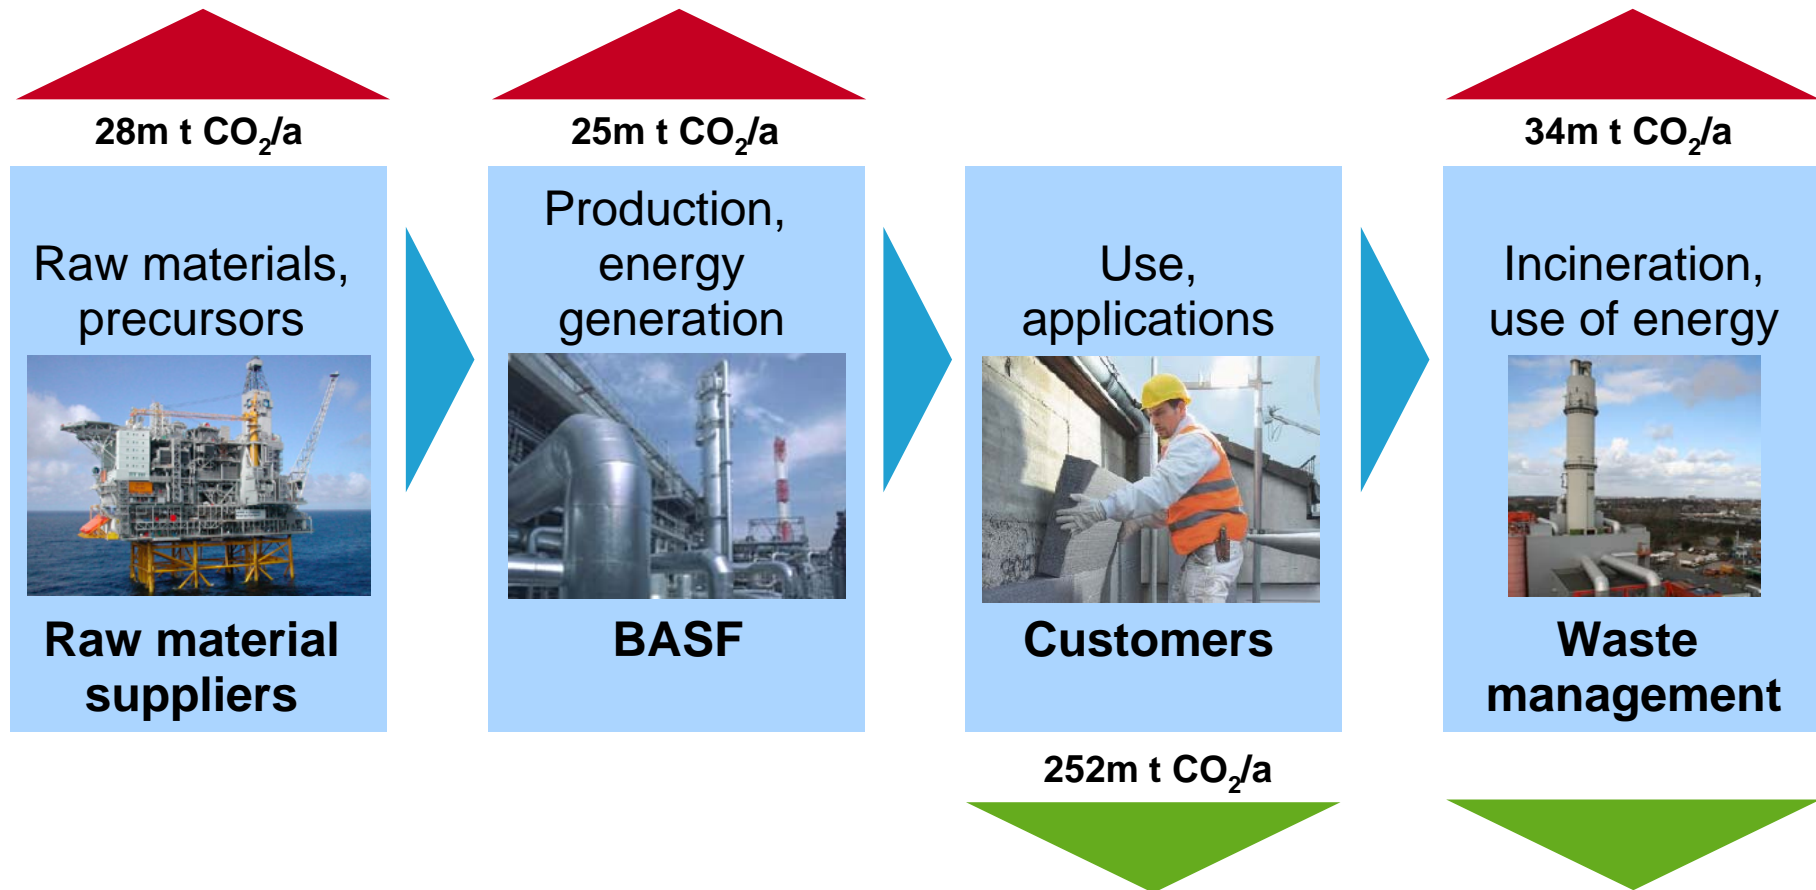 28m t CO₂/a
Raw materials,
precursors
Raw material
suppliers
25m t CO₂/a
Production,
energy
generation
BASF
Use,
applications
Customers
252m t CO₂/a
34m t CO₂/a
Incineration,
use of energy
Waste
management